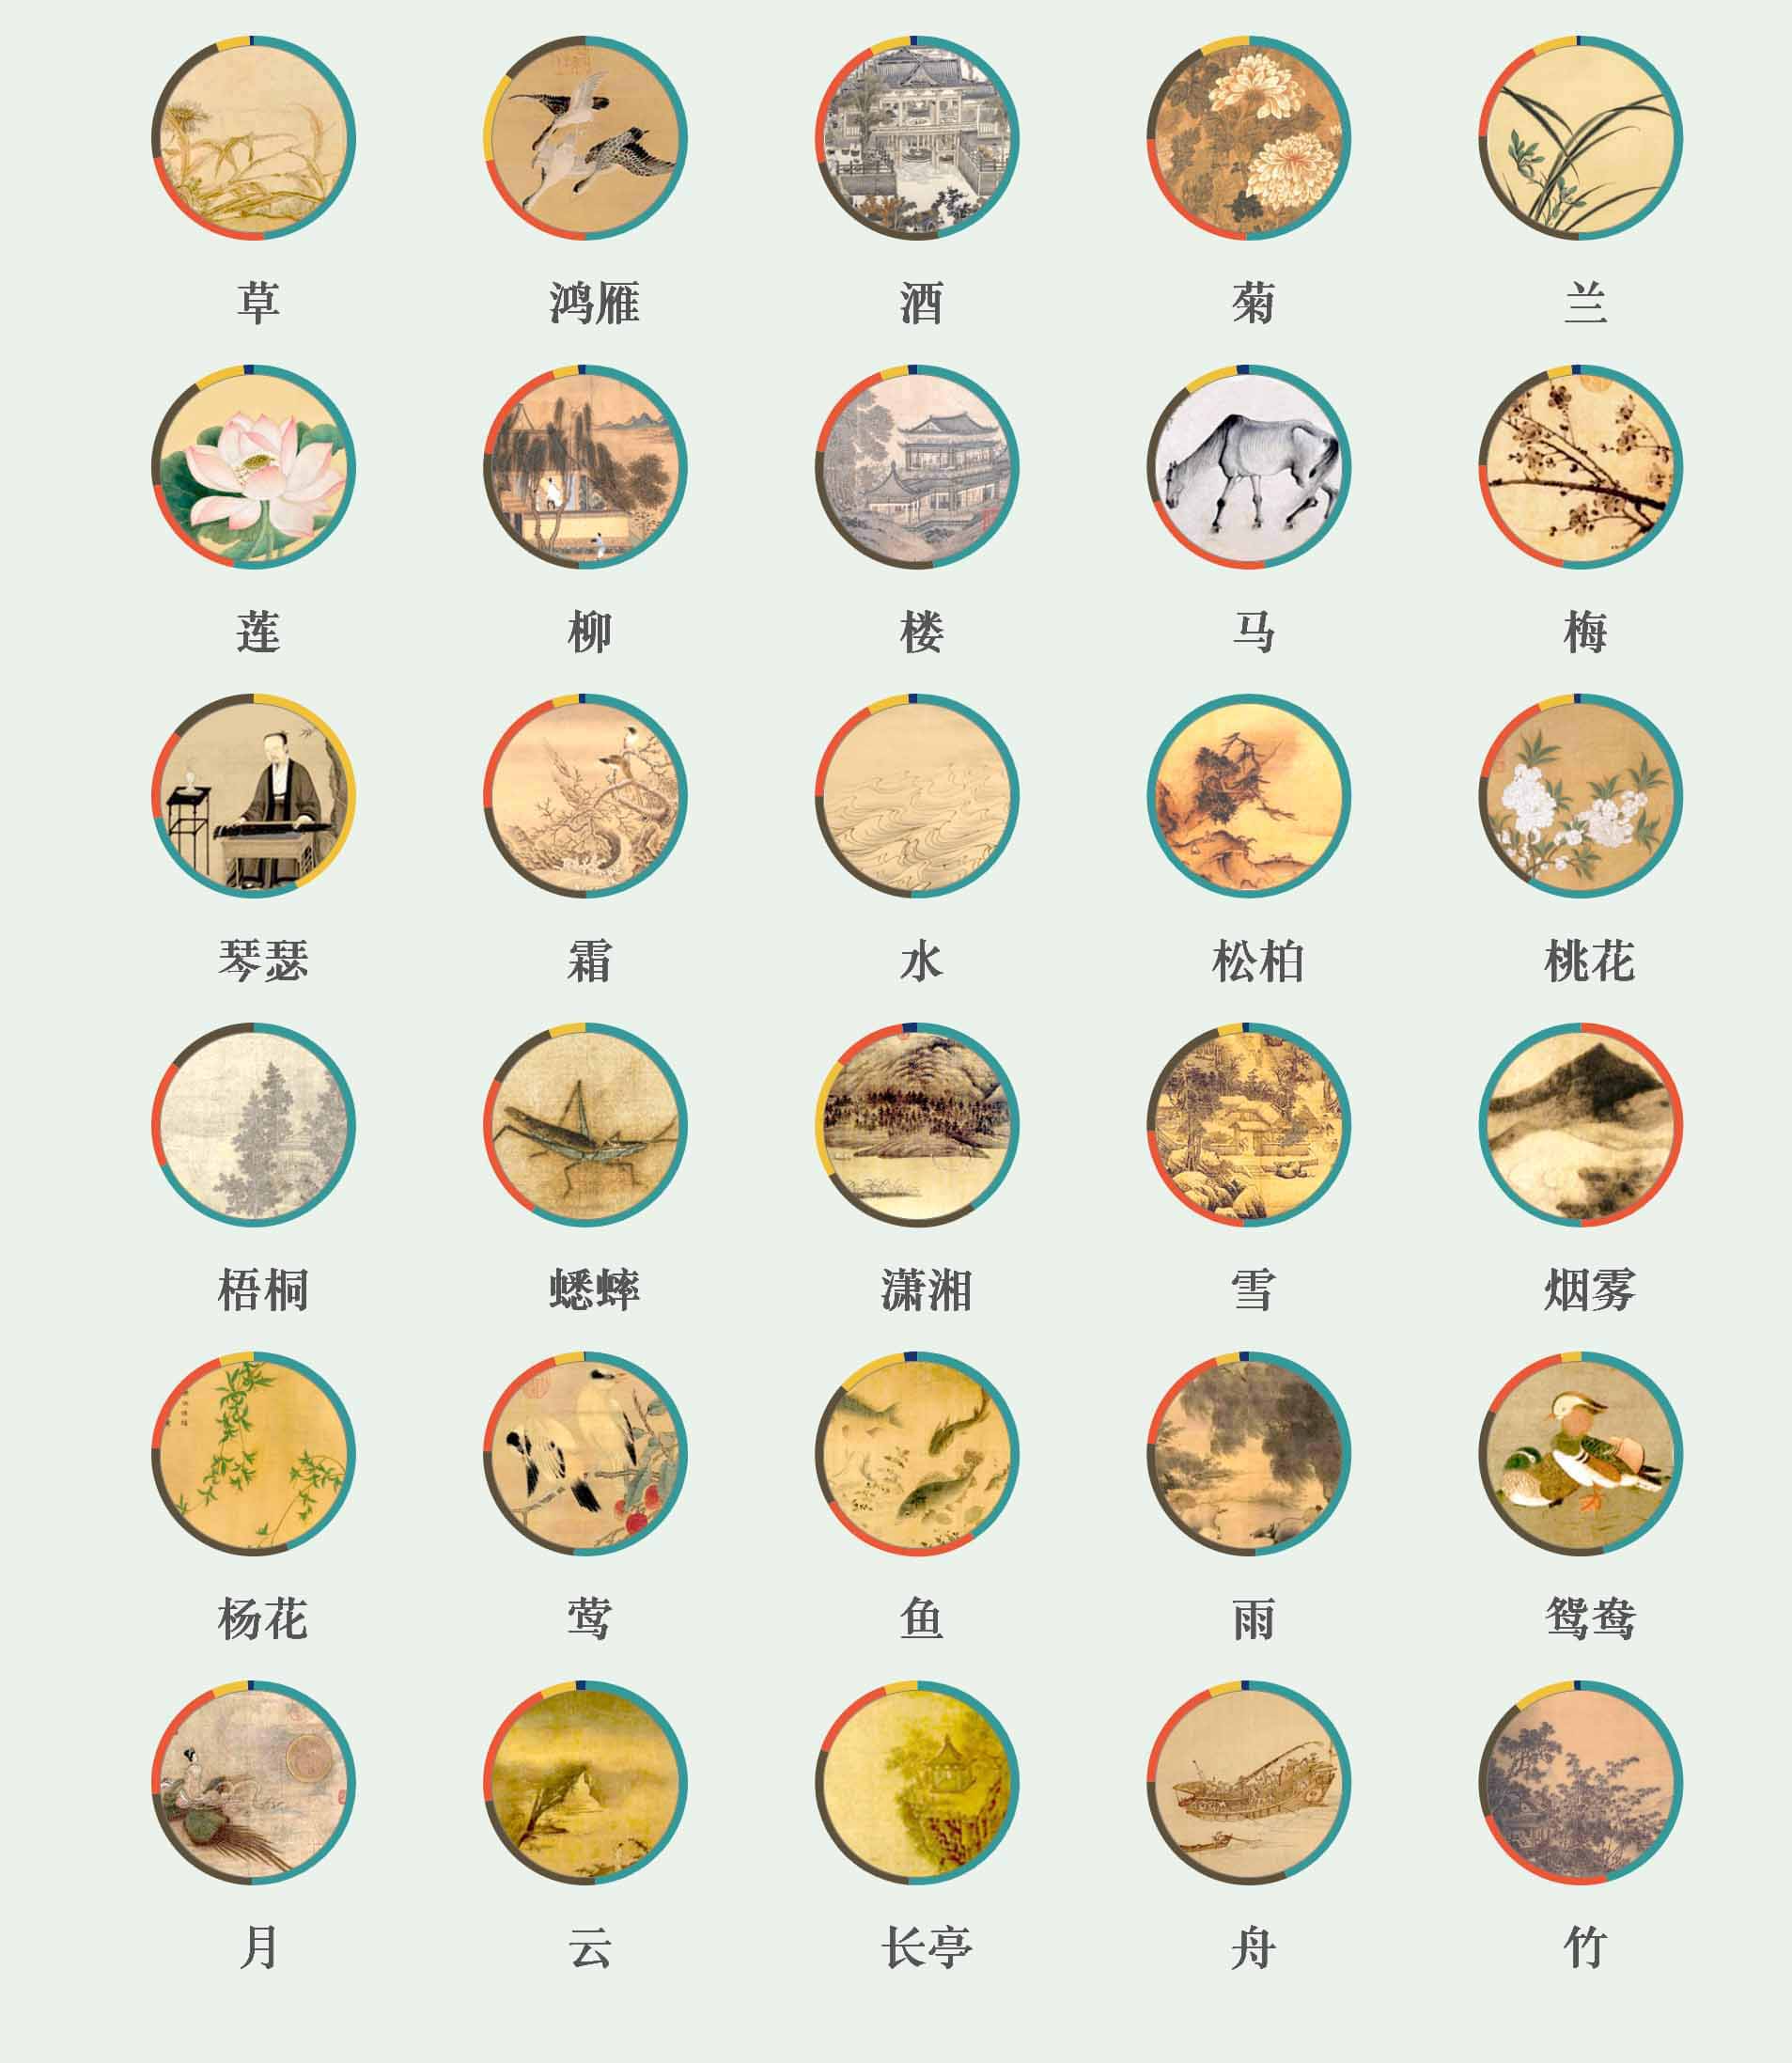 草 鸿雁 酒 菊 兰
莲 柳 楼 马 梅
琴瑟 霜 水 松柏 桃花
梧桐 蟋蟀 潇湘 雪 烟雾
杨花 莺 鱼 雨 鸳鸯
月 云 长亭 舟 竹